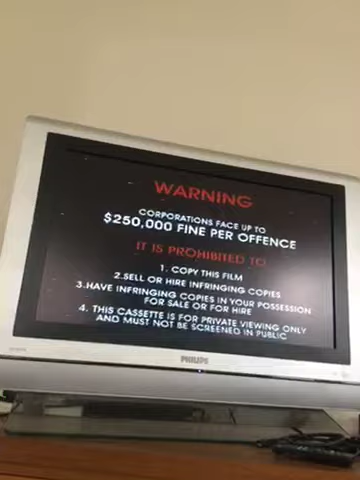 WARNING
CORPORATIONS FACE UP TO
$250,000 FINE PER OFFENCE
IT IS PROHIBITED TO
1. COPY THIS FILM
2.SELL OR HIRE INFRINGING COPIES
3.HAVE INFRINGING COPIES IN YOUR POSSESSION
FOR SALE OR FOR HIRE
4. THIS CASSETTE IS FOR PRIVATE VIEWING ONLY
AND MUST NOT BE SCREENED IN PUBLIC
PHILIPS